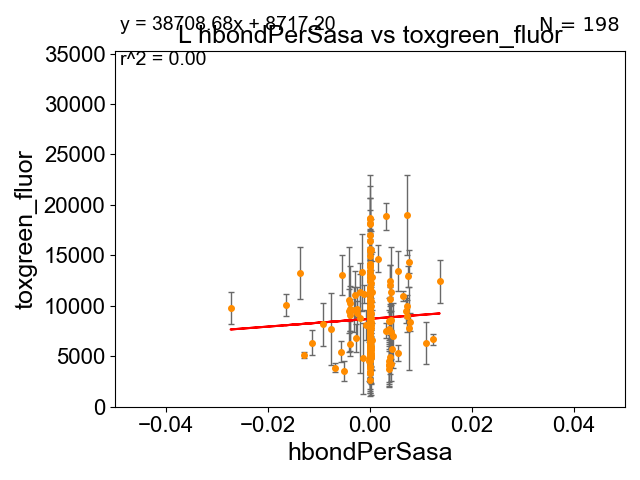 y = 38708.68x + 8717.20
N = 198
L hbondPerSasa vs toxgreen_fluor
r^2 = 0.00
35000
30000
25000
20000
15000
10000
5000
0
toxgreen_fluor
−0.04
−0.02
0.00
0.02
0.04
hbondPerSasa